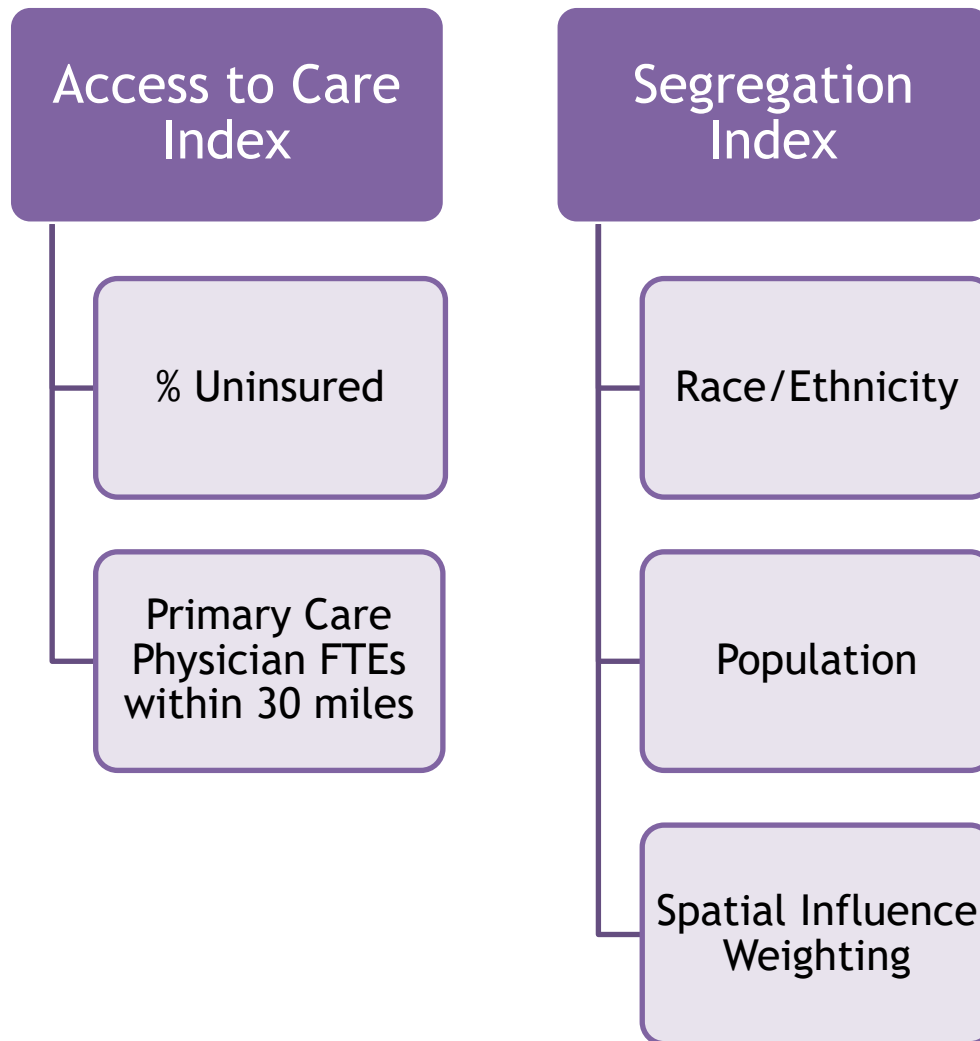 Access to Care
Index
% Uninsured
Primary Care
Physician FTEs
within 30 miles
Segregation
Index
Race/Ethnicity
Population
Spatial Influence
Weighting